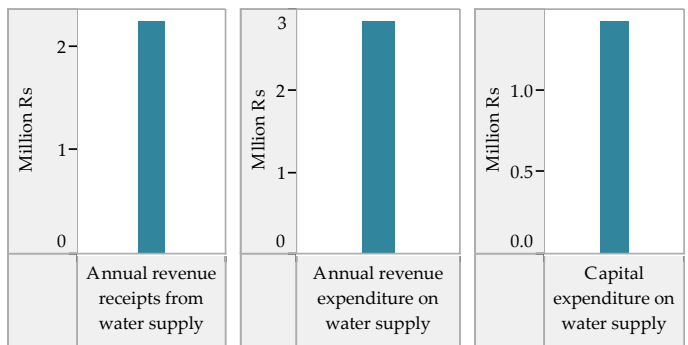 Million Rs
2
1
0
Annual revenue
receipts from
water supply
Mllion Rs
3
2
1
0
Annual revenue
expenditure on
water supply
Million Rs
1.0
0.5
0.0
Capital
expenditure on
water supply